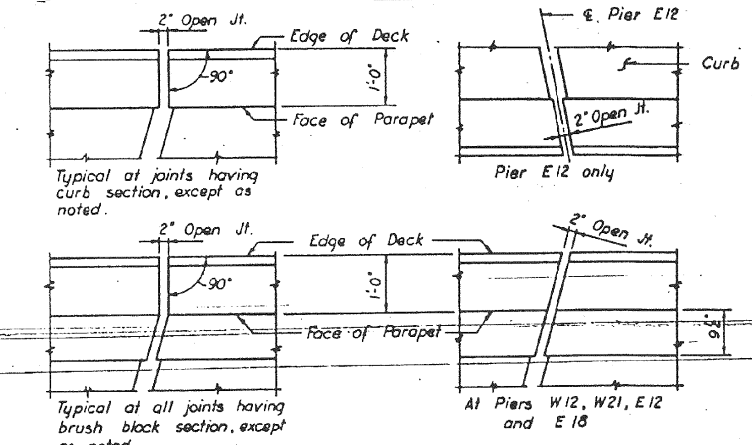 2" Open Jt.
Edge of Deck
90°
1'-0"
Face of Parapet
Typical at joints having
curb section, except as
noted.
℄ Pier E12
Curb
2" Open Jt.
Pier E12 only
2" Open Jt.
Edge of Deck
90°
1'-0"
Face of Parapet
Typical at all joints having
brush block section, except
as noted
2" Open Jt.
At Piers W12, W21, E12
and E18